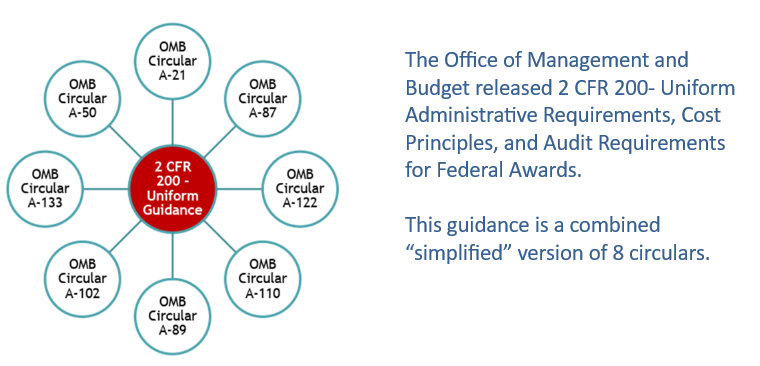 OMB
Circular
A-21
OMB
Circular
A-87
OMB
Circular
A-122
OMB
Circular
A-110
OMB
Circular
A-89
OMB
Circular
A-102
OMB
Circular
A-133
OMB
Circular
A-50
2 CFR
200 -
Uniform
Guidance
The Office of Management and
Budget released 2 CFR 200- Uniform
Administrative Requirements, Cost
Principles, and Audit Requirements
for Federal Awards.
This guidance is a combined
“simplified” version of 8 circulars.